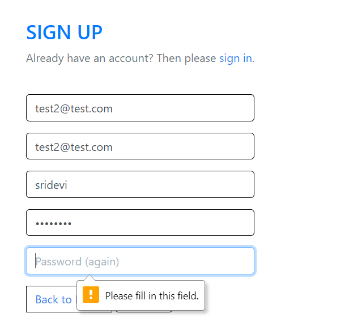 SIGN UP
Already have an account? Then please sign in.
test2@test.com
test2@test.com
sridevi
••••••••
Password (again)
Please fill in this field.
Back to